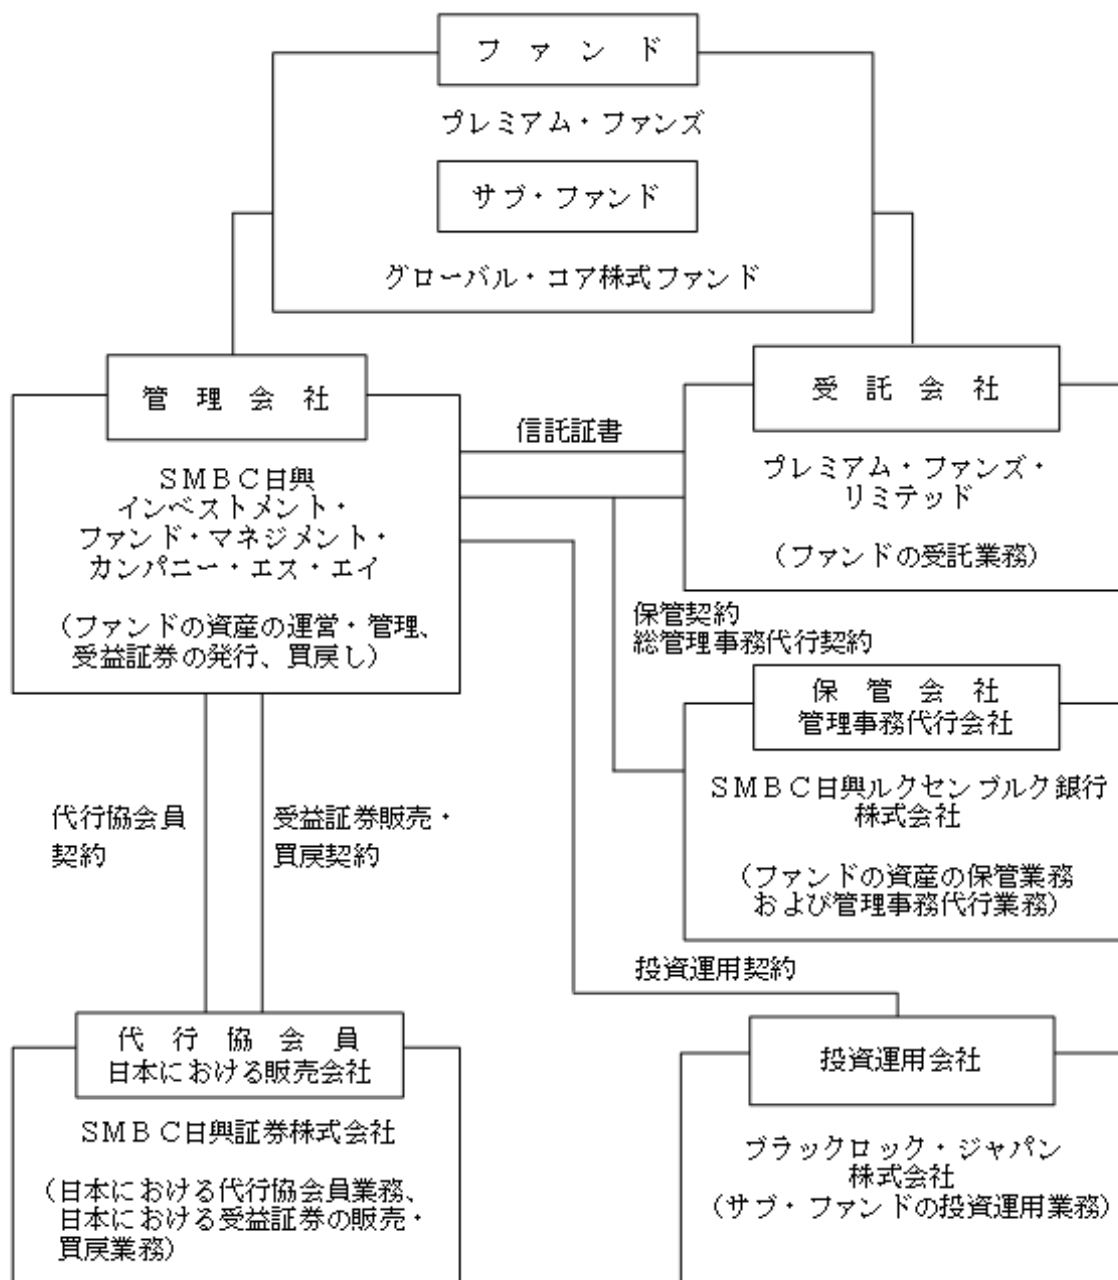 ファンド
プレミアム・ファンズ
サブ・ファンド
グローバル・コア株式ファンド
管理会社
SMBC日興
インベストメント・
ファンド・マネジメント・
カンパニー・エス・エイ
(ファンドの資産の運営・管理、
受益証券の発行、買戻し)
信託証書
受託会社
プレミアム・ファンズ・
リミテッド
(ファンドの受託業務)
保管契約
総管理事務代行契約
保管会社
管理事務代行会社
SMBC日興ルクセンブルク銀行
株式会社
(ファンドの資産の保管業務
および管理事務代行業務)
代行協会員
契約
受益証券販売・
買戻契約
投資運用契約
代行協会員
日本における販売会社
SMBC日興証券株式会社
(日本における代行協会員業務、
日本における受益証券の販売・
買戻業務)
投資運用会社
ブラックロック・ジャパン
株式会社
(サブ・ファンドの投資運用業務)